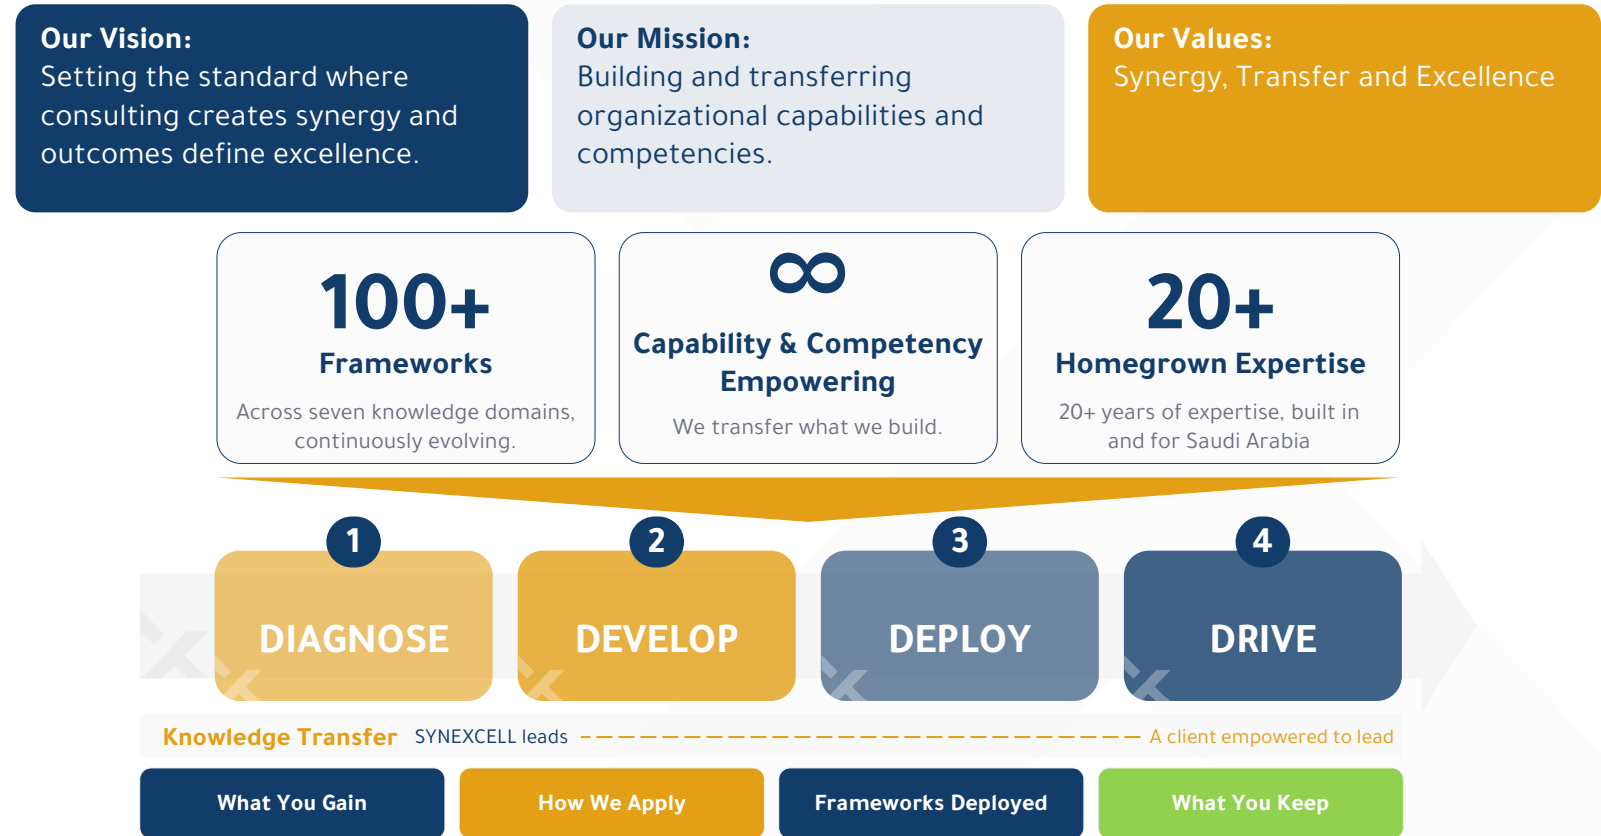 Our Vision:
Setting the standard where
consulting creates synergy and
outcomes define excellence.
Our Mission:
Building and transferring
organizational capabilities and
competencies.
Our Values:
Synergy, Transfer and Excellence
100+
Frameworks
Across seven knowledge domains,
continuously evolving.
∞
Capability & Competency
Empowering
We transfer what we build.
20+
Homegrown Expertise
20+ years of expertise, built in
and for Saudi Arabia
1
DIAGNOSE
2
DEVELOP
3
DEPLOY
4
DRIVE
Knowledge Transfer SYNEXCELL leads A client empowered to lead
What You Gain
How We Apply
Frameworks Deployed
What You Keep